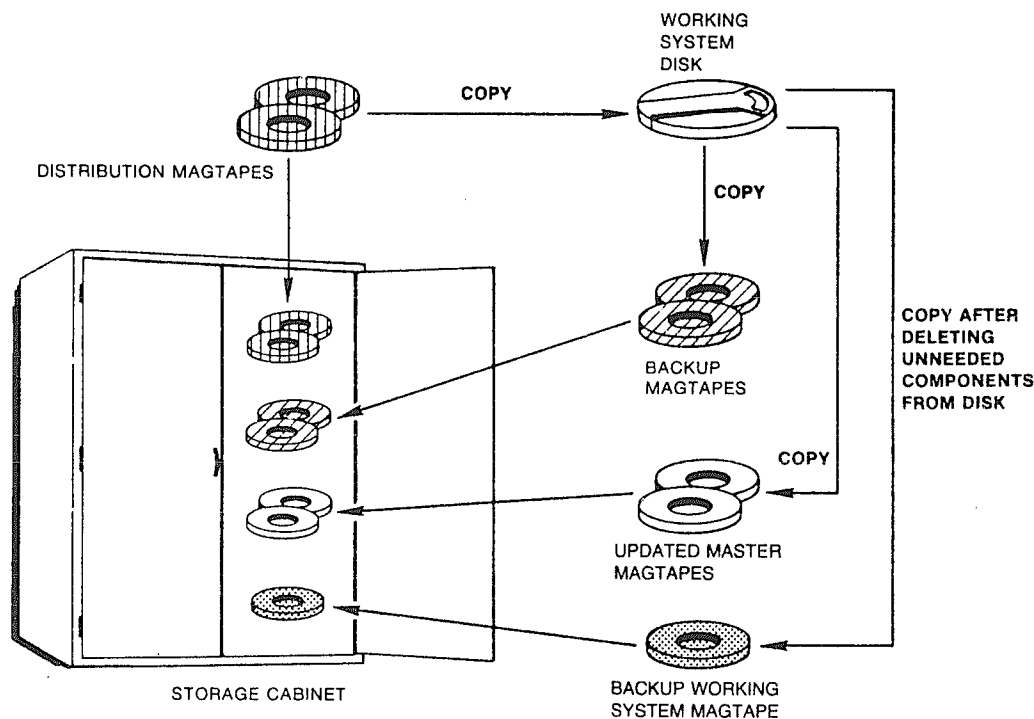 WORKING
SYSTEM
DISK
COPY
DISTRIBUTION MAGTAPES
COPY
BACKUP
MAGTAPES
COPY AFTER
DELETING
UNNEEDED
COMPONENTS
FROM DISK
COPY
UPDATED MASTER
MAGTAPES
STORAGE CABINET
BACKUP WORKING
SYSTEM MAGTAPE